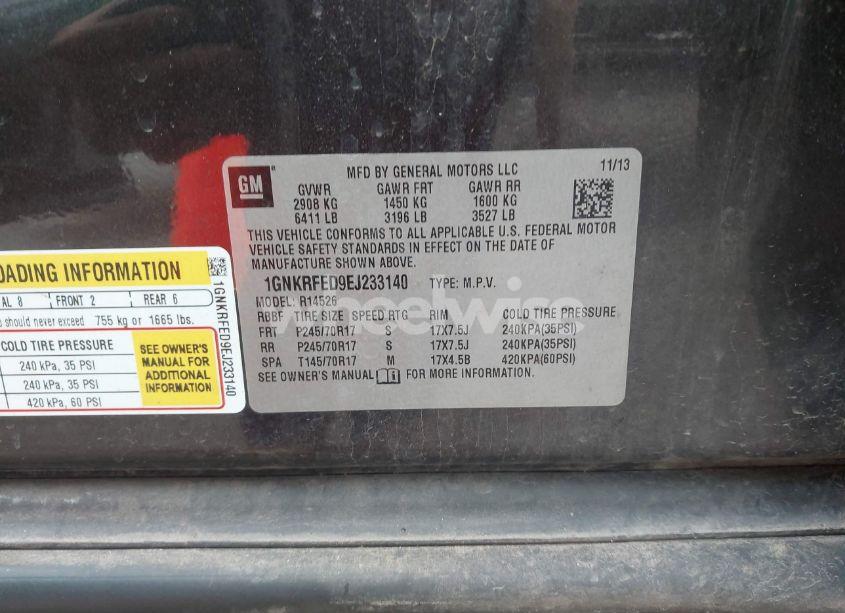 GM
MFD BY GENERAL MOTORS LLC 11/13
GVWR GAWR FRT GAWR RR
2908 KG 1450 KG 1600 KG
6411 LB 3196 LB 3527 LB
THIS VEHICLE CONFORMS TO ALL APPLICABLE U.S. FEDERAL MOTOR
VEHICLE SAFETY STANDARDS IN EFFECT ON THE DATE OF
MANUFACTURE SHOWN ABOVE.
1GNKRFED9EJ233140 TYPE: M.P.V.
MODEL: R14526
RBBF TIRE SIZE SPEED RTG RIM COLD TIRE PRESSURE
FRT P245/70R17 S 17X7.5J 240KPA(35PSI)
RR P245/70R17 S 17X7.5J 240KPA(35PSI)
SPA T145/70R17 M 17X4.5B 420KPA(60PSI)
SEE OWNER'S MANUAL FOR MORE INFORMATION.
OADING INFORMATION
AL 8 FRONT 2 REAR 6
should never exceed 755 kg or 1665 lbs.
COLD TIRE PRESSURE
240 kPa, 35 PSI
240 kPa, 35 PSI
420 kPa, 60 PSI
SEE OWNER'S
MANUAL FOR
ADDITIONAL
INFORMATION
1GNKRFED9EJ233140
wheelwise